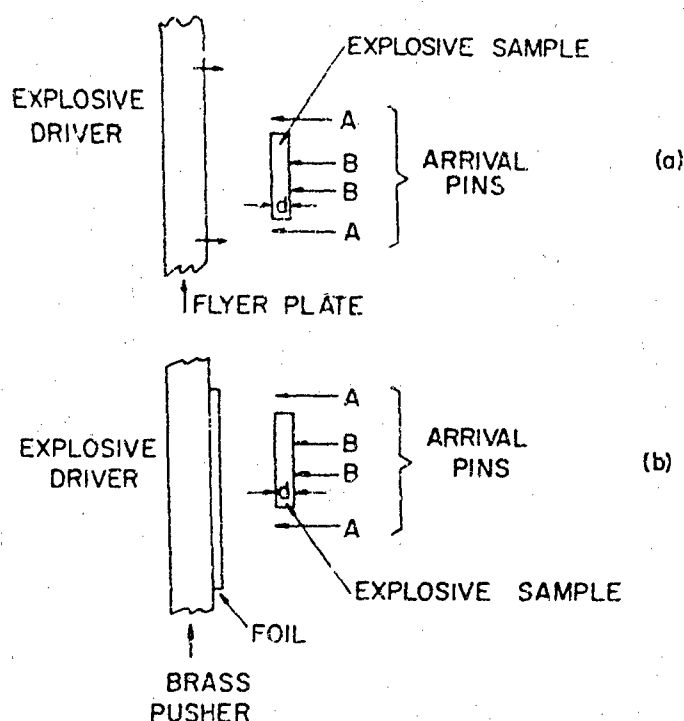 EXPLOSIVE SAMPLE
EXPLOSIVE
DRIVER
A
B
B
d
A
ARRIVAL
PINS
(a)
FLYER PLATE
EXPLOSIVE
DRIVER
A
B
B
d
A
ARRIVAL
PINS
(b)
EXPLOSIVE SAMPLE
FOIL
BRASS
PUSHER